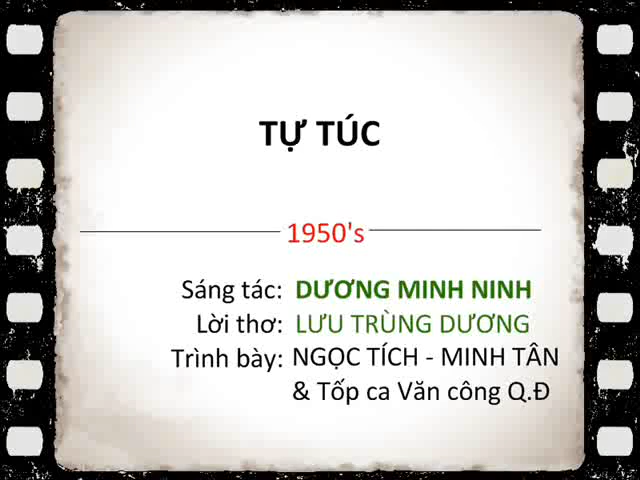 TỰ TÚC
1950's
Sáng tác: DƯƠNG MINH NINH
Lời thơ: LƯU TRÙNG DƯƠNG
Trình bày: NGỌC TÍCH - MINH TÂN
& Tốp ca Văn công Q.Đ